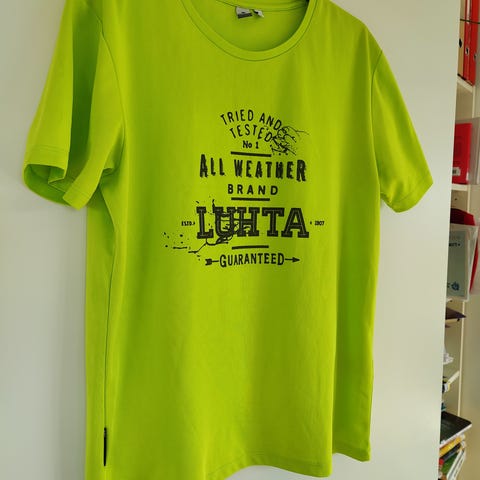 TRIED AND
TESTED
No 1
ALL WEATHER
BRAND
ESTD. LUHTA 1907
GUARANTEED